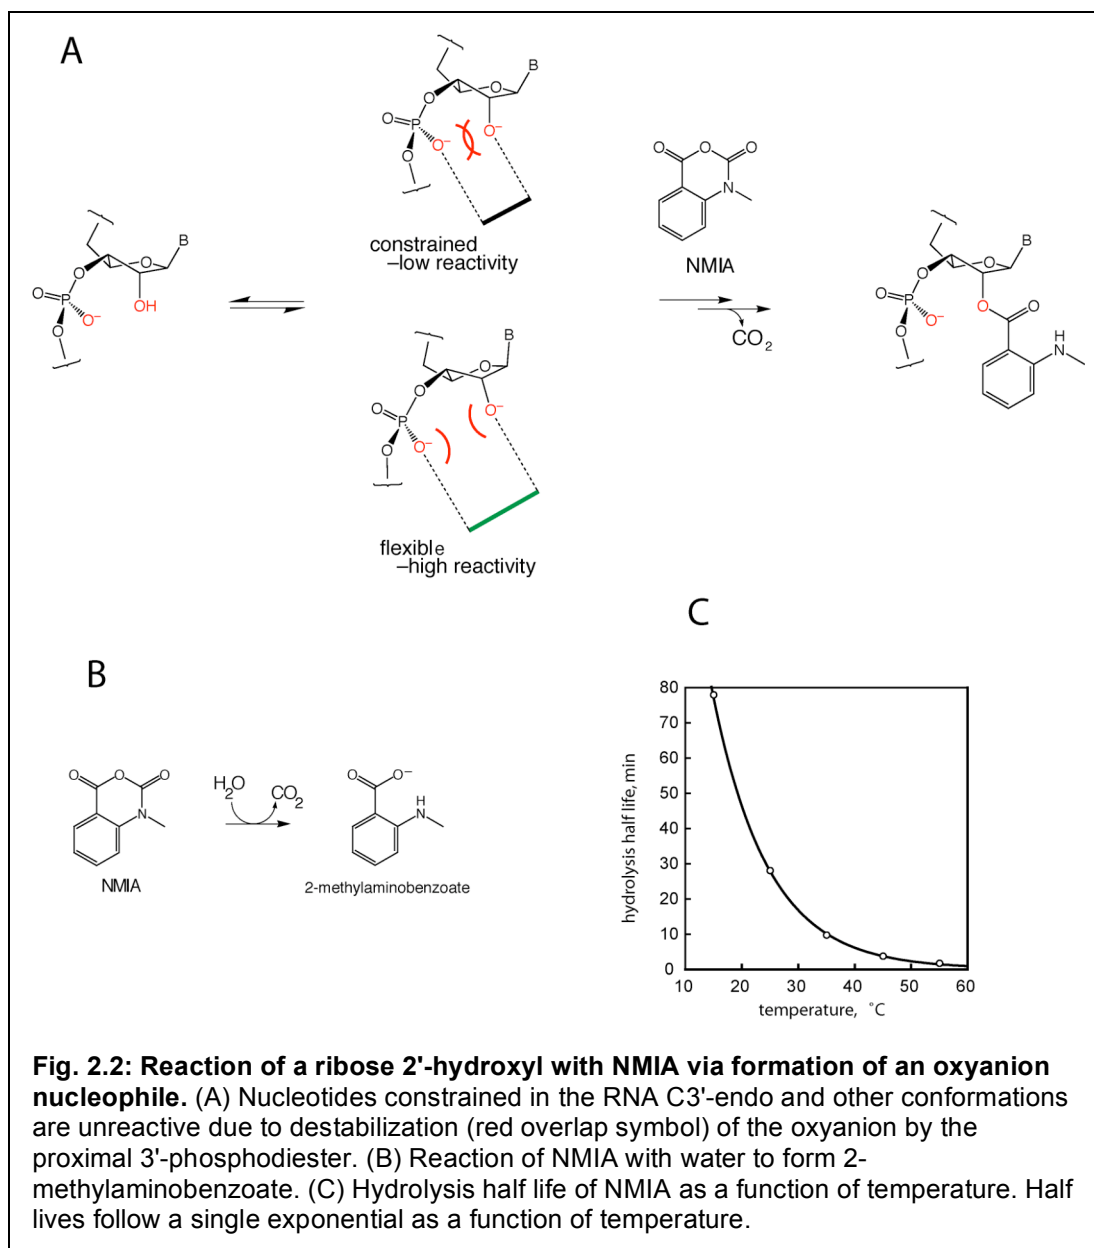 A
B
O
O
P
O⁻
O
O
O⁻
constrained
–low reactivity
B
O
O
P
O⁻
O
O
OH
B
O
O
P
O⁻
O
O
O⁻
flexible
–high reactivity
O
O
O
N
NMIA
CO₂
B
O
O
P
O⁻
O
O
O
O
H
N
B
O
O
O
N
NMIA
H₂O
CO₂
O
O⁻
H
N
2-methylaminobenzoate
C
80
70
60
50
40
30
20
10
0
hydrolysis half life, min
10
20
30
40
50
60
temperature, °C
Fig. 2.2: Reaction of a ribose 2'-hydroxyl with NMIA via formation of an oxyanion
nucleophile. (A) Nucleotides constrained in the RNA C3'-endo and other conformations
are unreactive due to destabilization (red overlap symbol) of the oxyanion by the
proximal 3'-phosphodiester. (B) Reaction of NMIA with water to form 2-
methylaminobenzoate. (C) Hydrolysis half life of NMIA as a function of temperature. Half
lives follow a single exponential as a function of temperature.